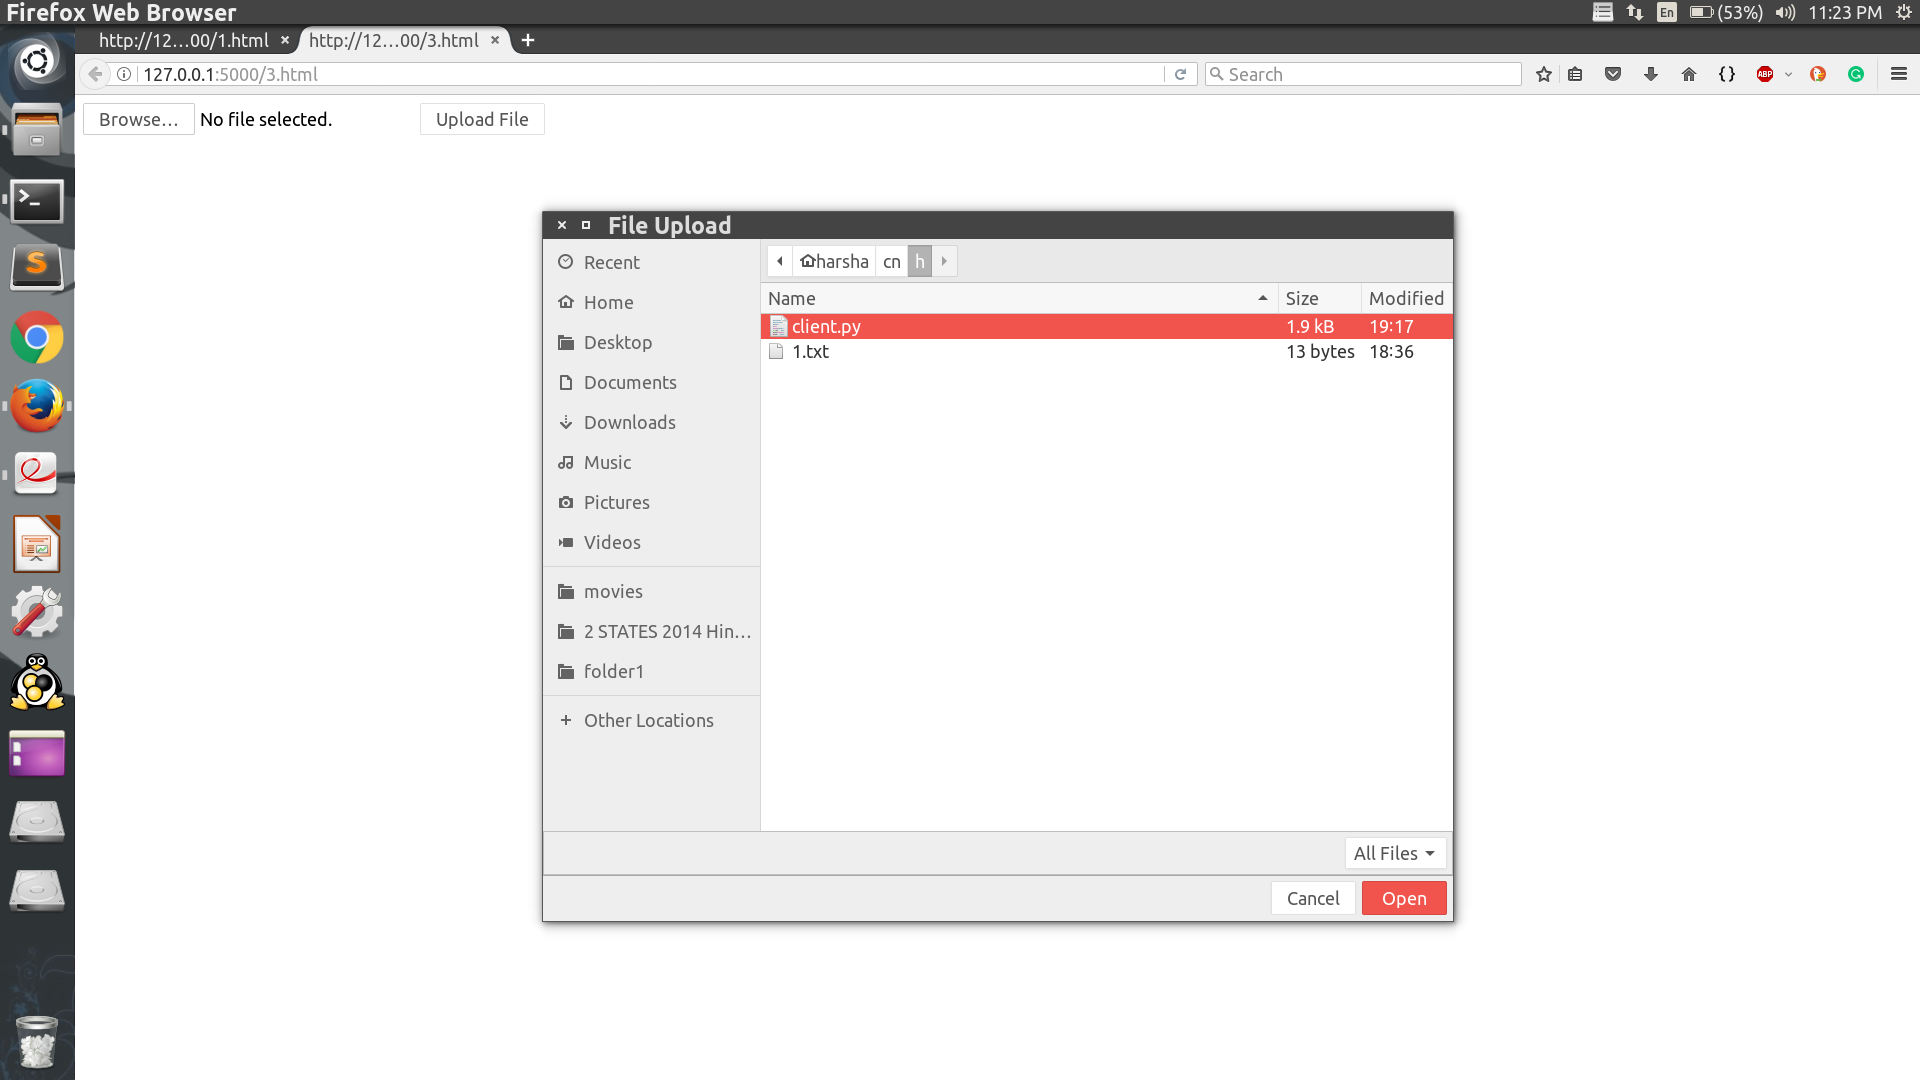 Firefox Web Browser
En (53%) 11:23 PM
http://12...00/1.html × http://12...00/3.html × +
127.0.0.1:5000/3.html Search ABP
Browse... No file selected. Upload File
File Upload
Recent harsha cn h
Home
Desktop
Documents
Downloads
Music
Pictures
Videos
movies
2 STATES 2014 Hin...
folder1
Other Locations
Name Size Modified
client.py 1.9 kB 19:17
1.txt 13 bytes 18:36
All Files
Cancel Open